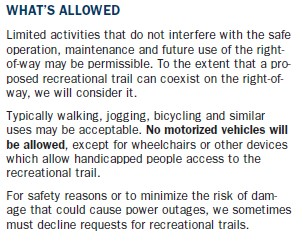 WHAT'S ALLOWED
Limited activities that do not interfere with the safe
operation, maintenance and future use of the right-
of-way may be permissible. To the extent that a pro-
posed recreational trail can coexist on the right-of-
way, we will consider it.
Typically walking, jogging, bicycling and similar
uses may be acceptable. No motorized vehicles will
be allowed, except for wheelchairs or other devices
which allow handicapped people access to the
recreational trail.
For safety reasons or to minimize the risk of dam-
age that could cause power outages, we sometimes
must decline requests for recreational trails.